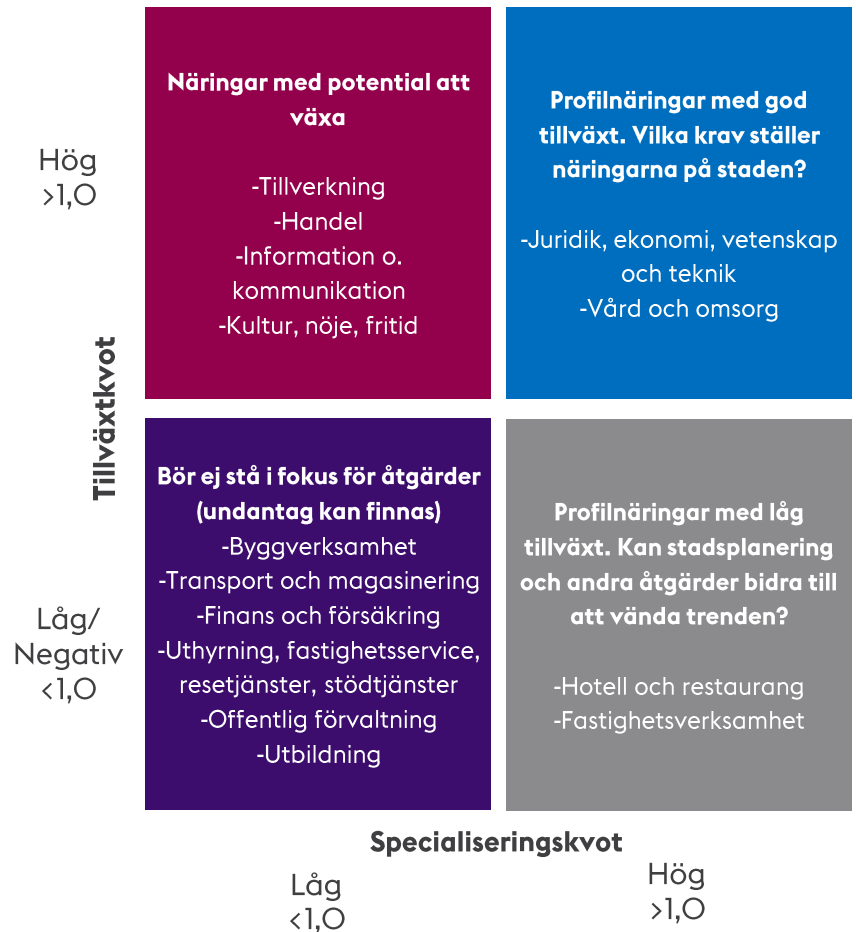 Näringar med potential att
växa
-Tillverkning
-Handel
-Information o.
kommunikation
-Kultur, nöje, fritid
Profilnäringar med god
tillväxt. Vilka krav ställer
näringarna på staden?
-Juridik, ekonomi, vetenskap
och teknik
-Vård och omsorg
Hög
>1,0
Tillväxtkvot
Låg/
Negativ
<1,0
Bör ej stå i fokus för åtgärder
(undantag kan finnas)
-Byggverksamhet
-Transport och magasinering
-Finans och försäkring
-Uthyrning, fastighetsservice,
resetjänster, stödtjänster
-Offentlig förvaltning
-Utbildning
Profilnäringar med låg
tillväxt. Kan stadsplanering
och andra åtgärder bidra till
att vända trenden?
-Hotell och restaurang
-Fastighetsverksamhet
Specialiseringskvot
Låg
<1,0
Hög
>1,0